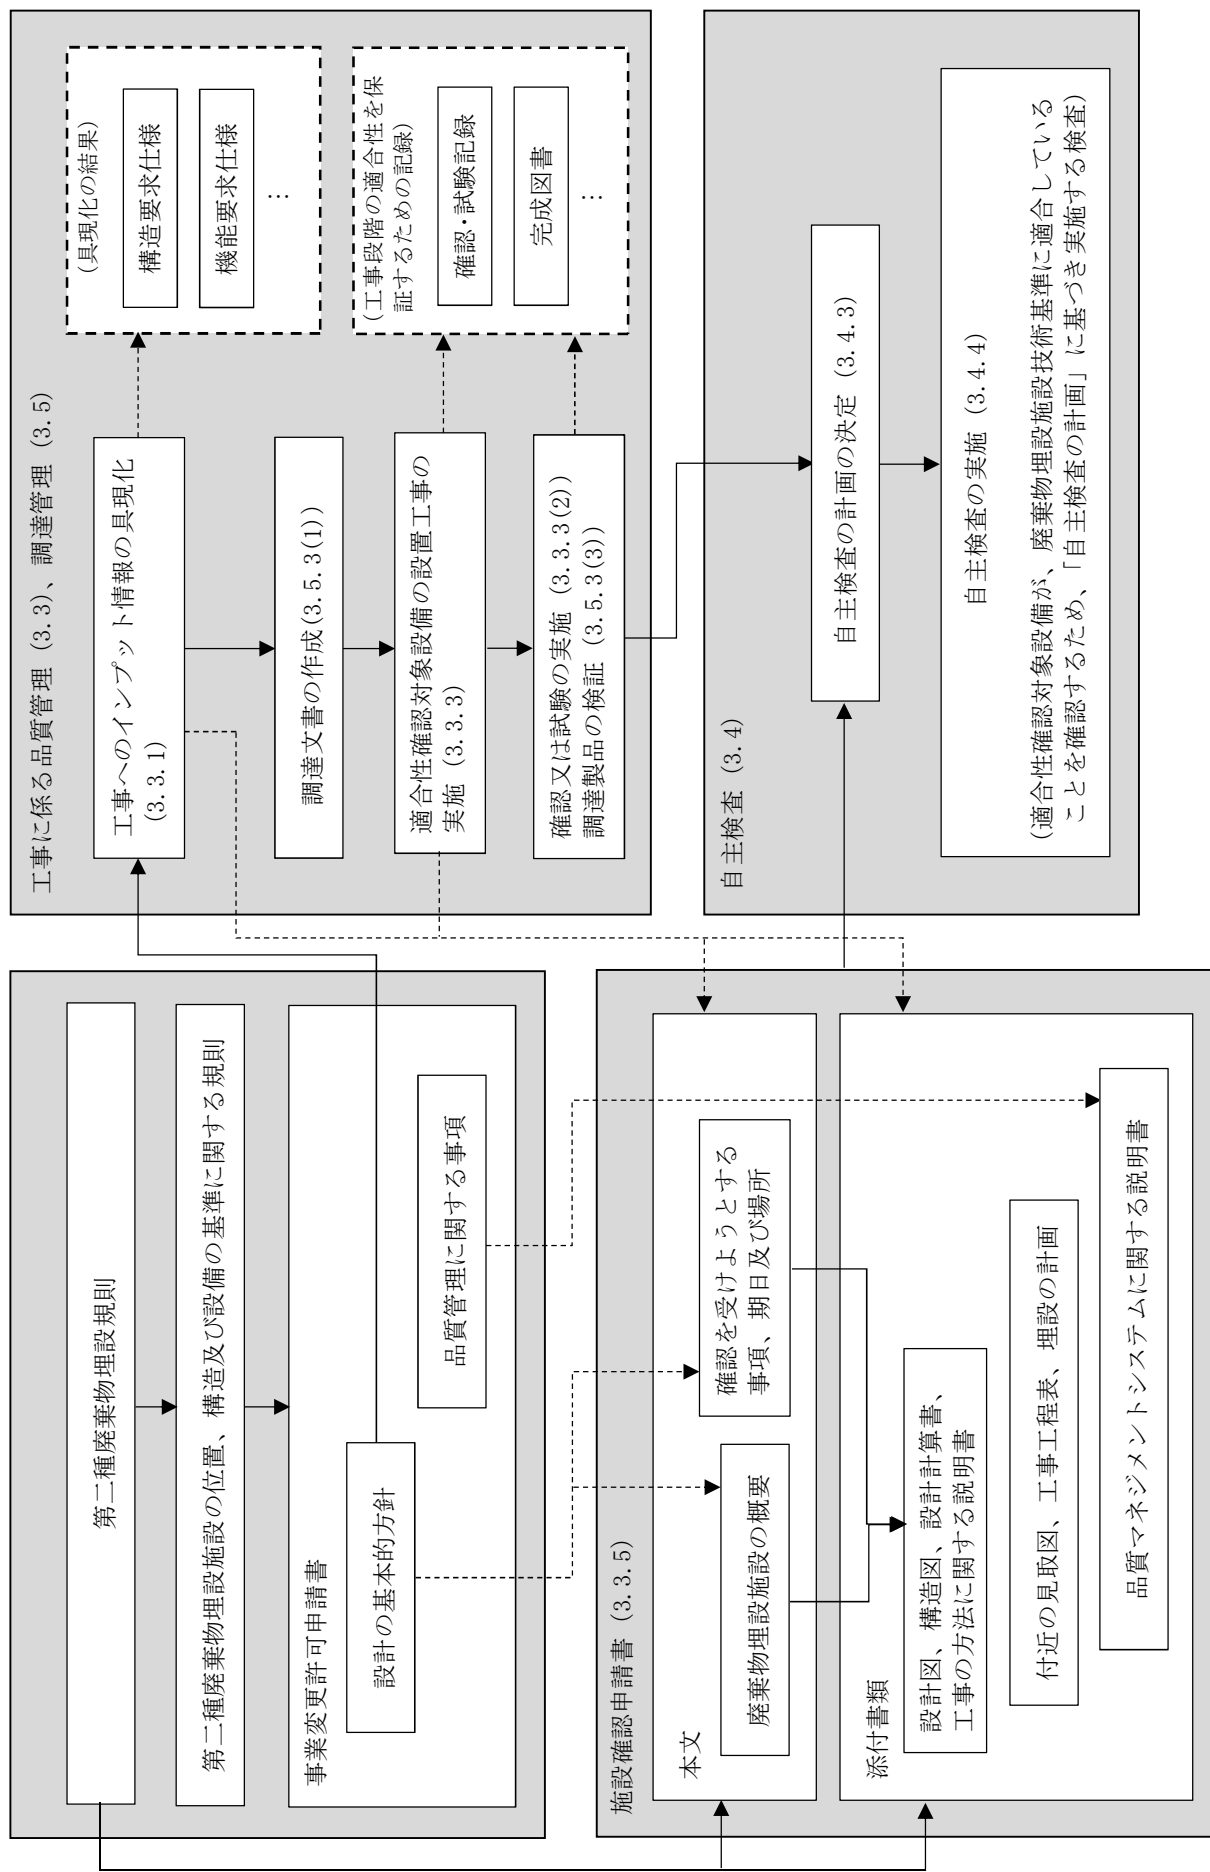 第二種廃棄物埋設規則
第二種廃棄物埋設施設の位置、構造及び設備の基準に関する規則
事業変更許可申請書
設計の基本的方針
品質管理に関する事項
施設確認申請書 (3.3.5)
本文
廃棄物埋設施設の概要
確認を受けようとする
事項、期日及び場所
添付書類
設計図、構造図、設計計算書、
工事の方法に関する説明書
付近の見取図、工事工程表、埋設の計画
品質マネジメントシステムに関する説明書
工事に係る品質管理 (3.3)、調達管理 (3.5)
工事へのインプット情報の具現化
(3.3.1)
調達文書の作成(3.5.3(1))
適合性確認対象設備の設置工事の
実施 (3.3.3)
確認又は試験の実施 (3.3.3(2))
調達製品の検証 (3.5.3(3))
(具現化の結果)
構造要求仕様
機能要求仕様
…
(工事段階の適合性を保
証するための記録)
確認・試験記録
完成図書
…
自主検査 (3.4)
自主検査の計画の決定 (3.4.3)
自主検査の実施 (3.4.4)
(適合性確認対象設備が、廃棄物埋設施設技術基準に適合している
ことを確認するため、「自主検査の計画」に基づき実施する検査)